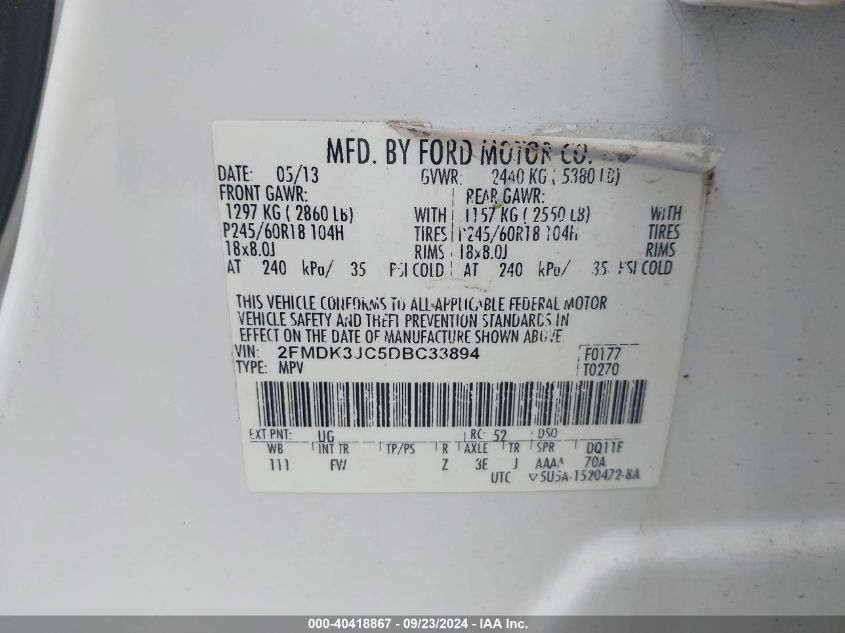 MFD. BY FORD MOTOR CO.
DATE: 05/13 GVWR: 2440 KG ( 5380 LB)
FRONT GAWR: REAR GAWR:
1297 KG ( 2860 LB) WITH 1157 KG ( 2550 LB) WITH
P245/60R18 104H TIRES P245/60R18 104H TIRES
18x8.0J RIMS 18x8.0J RIMS
AT 240 kPa/ 35 PSI COLD AT 240 kPa/ 35 PSI COLD
THIS VEHICLE CONFORMS TO ALL APPLICABLE FEDERAL MOTOR
VEHICLE SAFETY AND THEFT PREVENTION STANDARDS IN
EFFECT ON THE DATE OF MANUFACTURE SHOWN ABOVE.
VIN: 2FMDK3JC5DBC33894 F0177
TYPE: MPV T0270
EXT PNT: UG RC: 52 DSO
WB INT TR TP/PS R AXLE TR SPR DQ11F
111 FW Z 3E J AAAA 70A
UTC 5U5A-1520472-BA
000-40418867 - 09/23/2024 - IAA Inc.